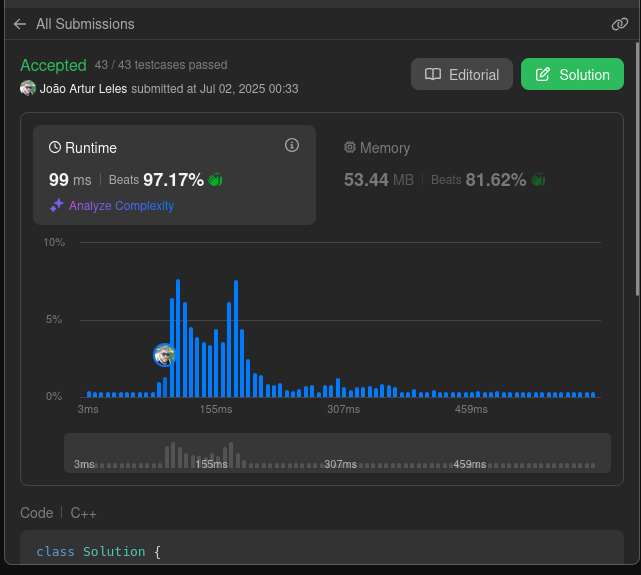 All Submissions
Accepted 43 / 43 testcases passed
João Artur Leles submitted at Jul 02, 2025 00:33
Editorial
Solution
Runtime
99 ms | Beats 97.17%
Analyze Complexity
Memory
53.44 MB | Beats 81.62%
10%
5%
0%
3ms 155ms 307ms 459ms
3ms 155ms 307ms 459ms
Code | C++
class Solution {